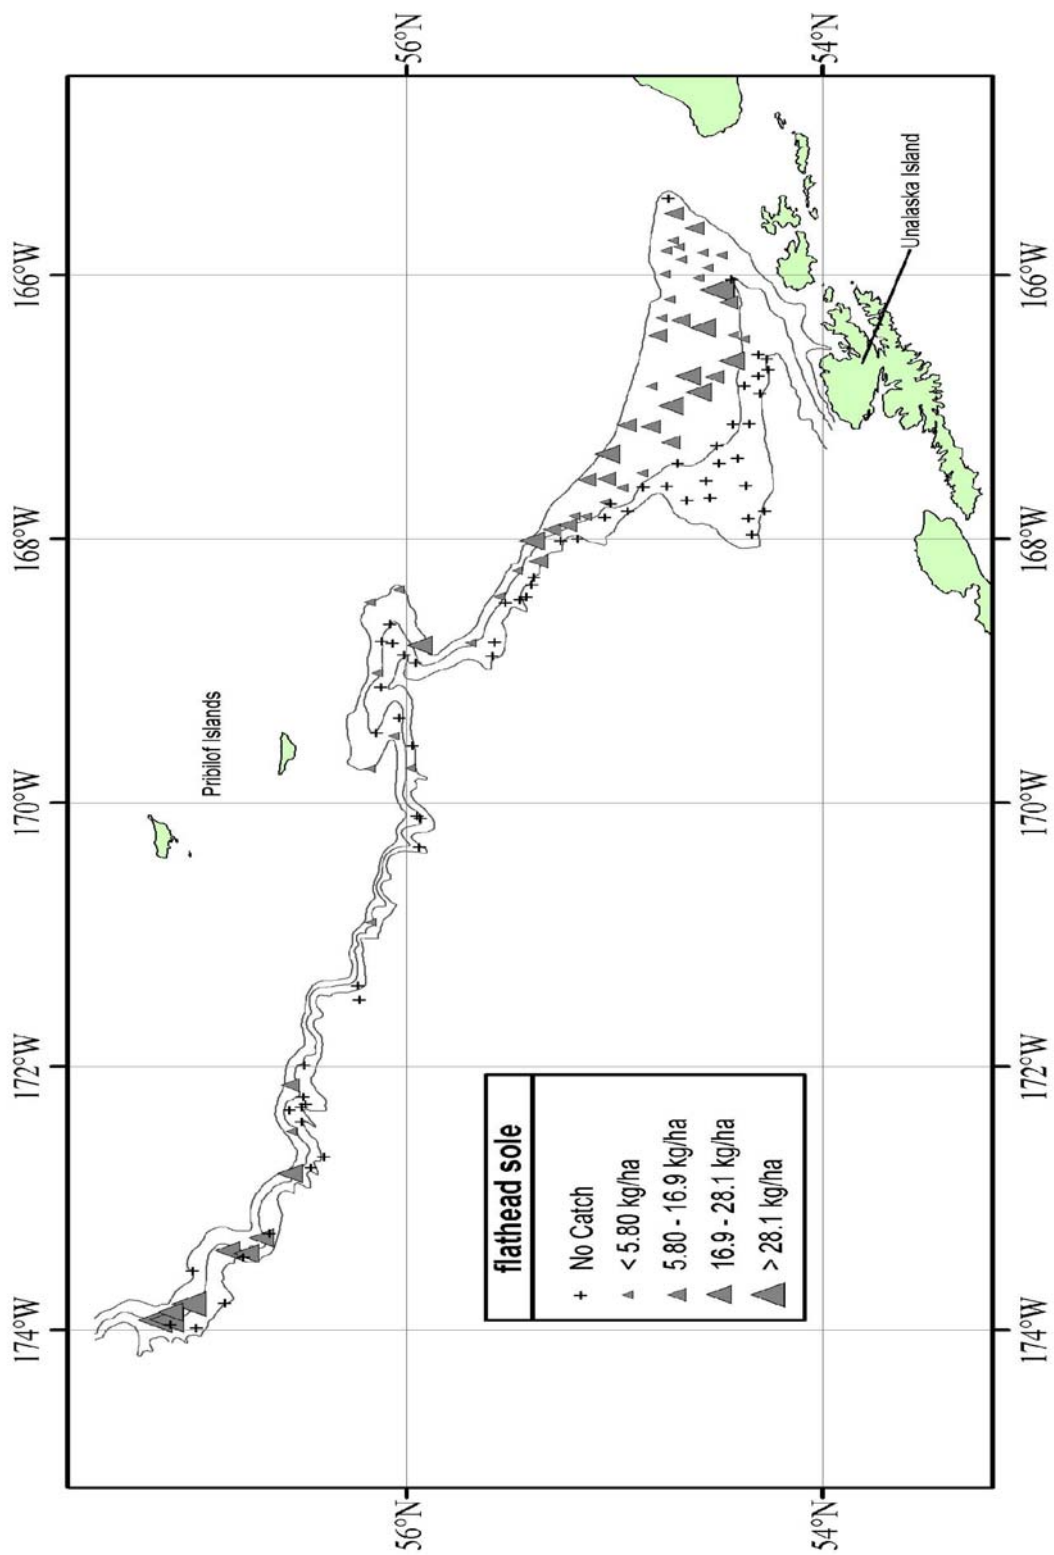 174°W
172°W
170°W
168°W
166°W
56°N
56°N
54°N
54°N
Pribilof Islands
Unalaska Island
flathead sole
No Catch
< 5.80 kg/ha
5.80 - 16.9 kg/ha
16.9 - 28.1 kg/ha
> 28.1 kg/ha
174°W
172°W
170°W
168°W
166°W